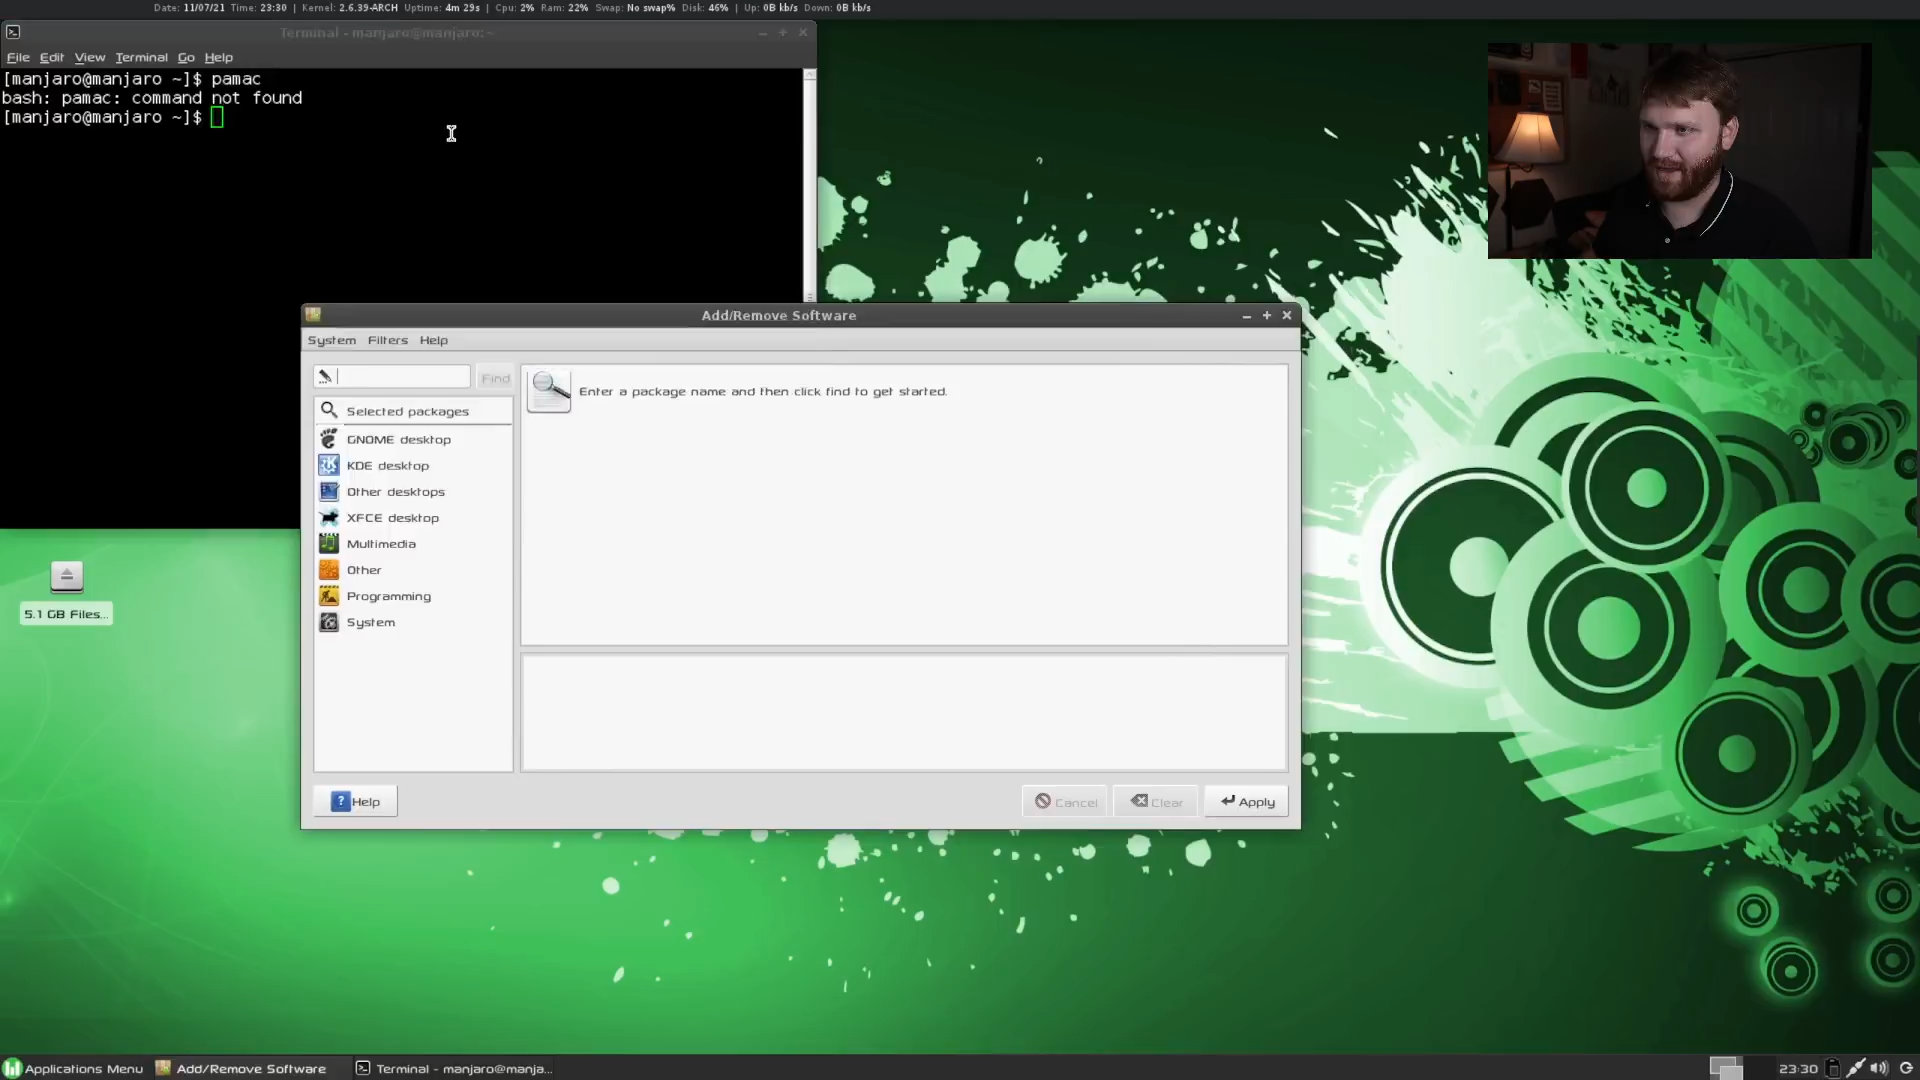 Date: 11/07/21 Time: 23:30 | Kernel: 2.6.39-ARCH Uptime: 4m 29s | Cpu: 2% Ram: 22% Swap: No swap% Disk: 46% | Up: 0B kb/s Down: 0B kb/s
Terminal - manjaro@manjaro:~
File Edit View Terminal Go Help
[manjaro@manjaro ~]$ pamac
bash: pamac: command not found
[manjaro@manjaro ~]$
Add/Remove Software
System Filters Help
Find
Enter a package name and then click find to get started.
Selected packages
GNOME desktop
KDE desktop
Other desktops
XFCE desktop
Multimedia
Other
Programming
System
Help
Cancel
Clear
Apply
5.1 GB Files...
Applications Menu
Add/Remove Software
Terminal - manjaro@manja...
23:30